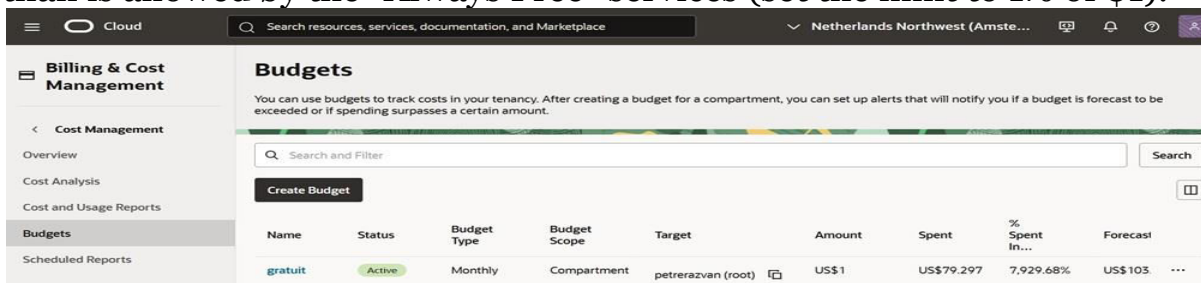 than is allowed by the "Always Free" services (set the limit to 1% or $1).
Cloud
Search resources, services, documentation, and Marketplace
Netherlands Northwest (Amste...
Billing & Cost
Management
Cost Management
Overview
Cost Analysis
Cost and Usage Reports
Budgets
Scheduled Reports
Budgets
You can use budgets to track costs in your tenancy. After creating a budget for a compartment, you can set up alerts that will notify you if a budget is forecast to be
exceeded or if spending surpasses a certain amount.
Search and Filter
Search
Create Budget
Name Status Budget Type Budget Scope Target Amount Spent % Spent In... Forecast
gratuit Active Monthly Compartment petrerazvan (root) US$1 US$79.297 7,929.68% US$103.